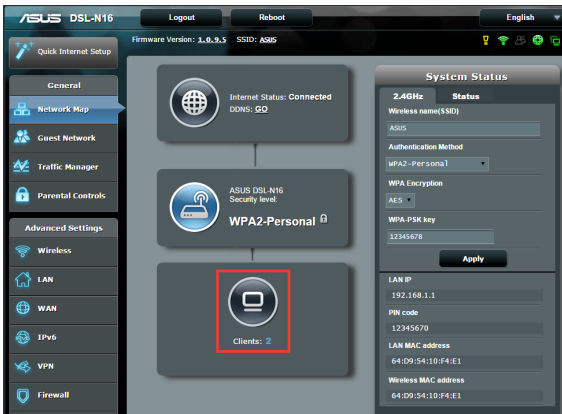 ASUS DSL-N16
Logout
Reboot
English
Quick Internet Setup
Firmware Version: 1.0.9.5 SSID: ASUS
General
Network Map
Guest Network
Traffic Manager
Parental Controls
Advanced Settings
Wireless
LAN
WAN
IPv6
VPN
Firewall
Internet Status: Connected
DDNS: GO
ASUS DSL-N16
Security level:
WPA2-Personal
Clients: 2
System Status
2.4GHz Status
Wireless name(SSID)
ASUS
Authentication Method
WPA2-Personal
WPA Encryption
AES
WPA-PSK key
12345678
Apply
LAN IP
192.168.1.1
PIN code
12345670
LAN MAC address
64:D9:54:10:F4:E1
Wireless MAC address
64:D9:54:10:F4:E1